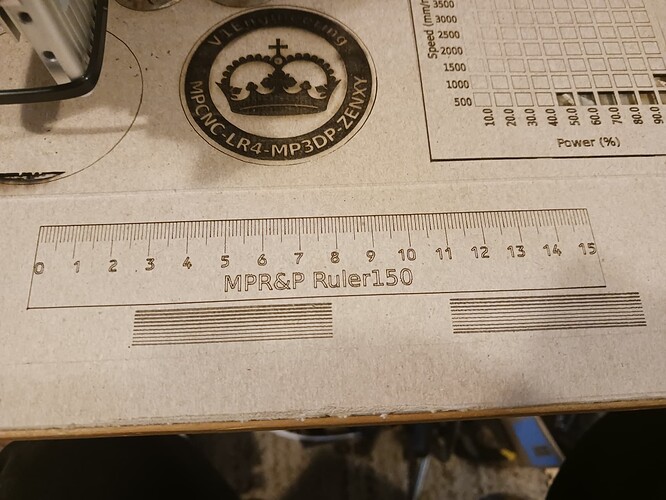 V1Engineering
MPCNC-LR4-MP3DP-ZENXY
Speed (mm/
3500
3000
2500
2000
1500
1000
500
10.0 20.0 30.0 40.0 50.0 60.0 70.0 80.0 90.0
Power (%)
0 1 2 3 4 5 6 7 8 9 10 11 12 13 14 15
MPR&P Ruler150